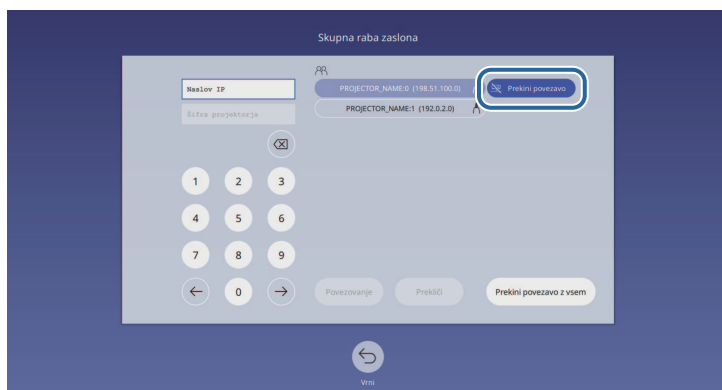 Skupna raba zaslona
Naslov IP
Šifra projektorja
PROJECTOR_NAME:0 (198.51.100.0)
Prekini povezavo
PROJECTOR_NAME:1 (192.0.2.0)
1 2 3
4 5 6
7 8 9
0
Povezovanje
Prekliči
Prekini povezavo z vsem
Vrni